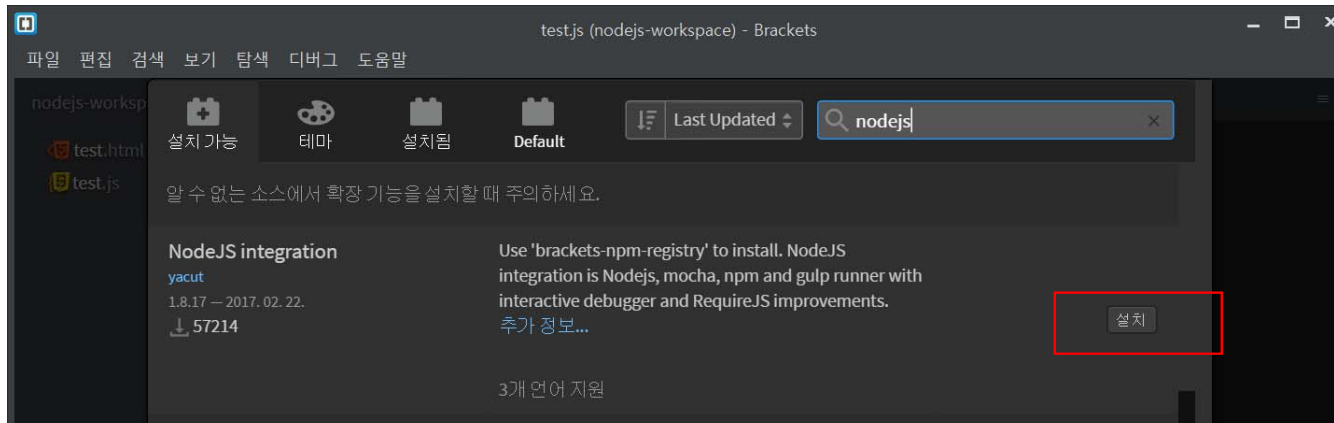 test.js (nodejs-workspace) - Brackets
파일 편집 검색 보기 탐색 디버그 도움말
nodejs-worksp
test.html
test.js
설치 가능
테마
설치됨
Default
Last Updated
nodejs
알 수 없는 소스에서 확장 기능을 설치할 때 주의하세요.
NodeJS integration
yacut
1.8.17 — 2017. 02. 22.
57214
Use 'brackets-npm-registry' to install. NodeJS
integration is Nodejs, mocha, npm and gulp runner with
interactive debugger and RequireJS improvements.
추가 정보...
설치
3개 언어 지원